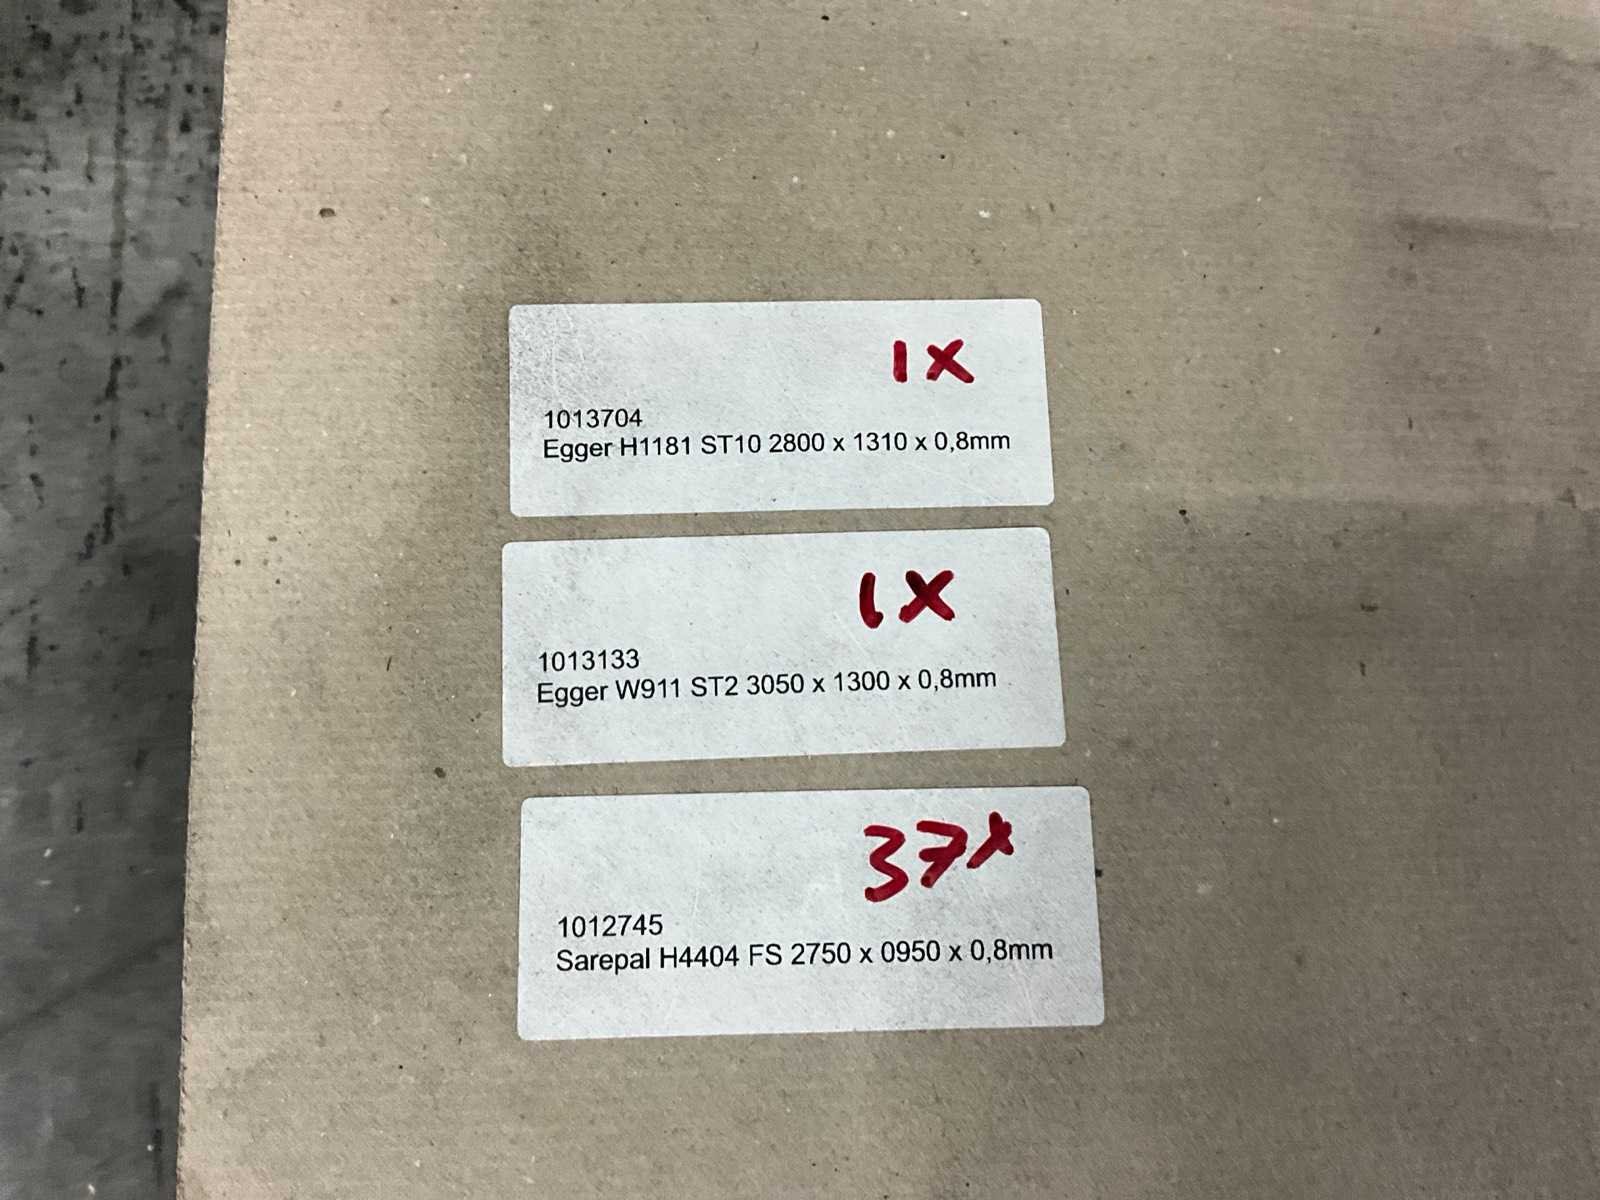 1x
1013704
Egger H1181 ST10 2800 x 1310 x 0,8mm
1x
1013133
Egger W911 ST2 3050 x 1300 x 0,8mm
37x
1012745
Sarepal H4404 FS 2750 x 0950 x 0,8mm